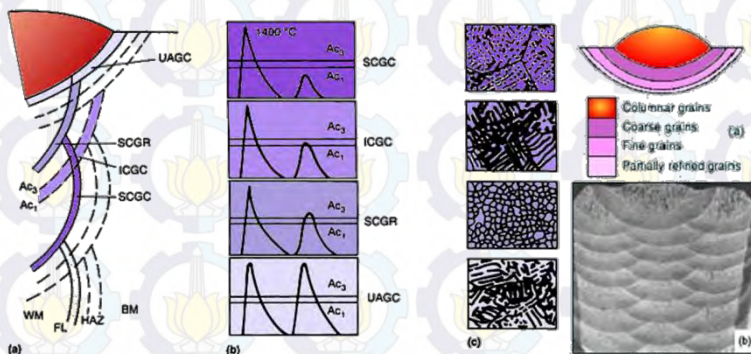 (a)
UAGC
SCGR
ICGC
SCGC
Ac3
Ac1
WM
FL
HAZ
BM
(a)
(b)
1400 °C
Ac3
Ac1
SCGC
Ac3
Ac1
ICGC
Ac3
Ac1
SCGR
Ac3
Ac1
UAGC
(b)
(c)
(c)
Columnar grains
Coarse grains
Fine grains
Partially refined grains
(a)
(b)